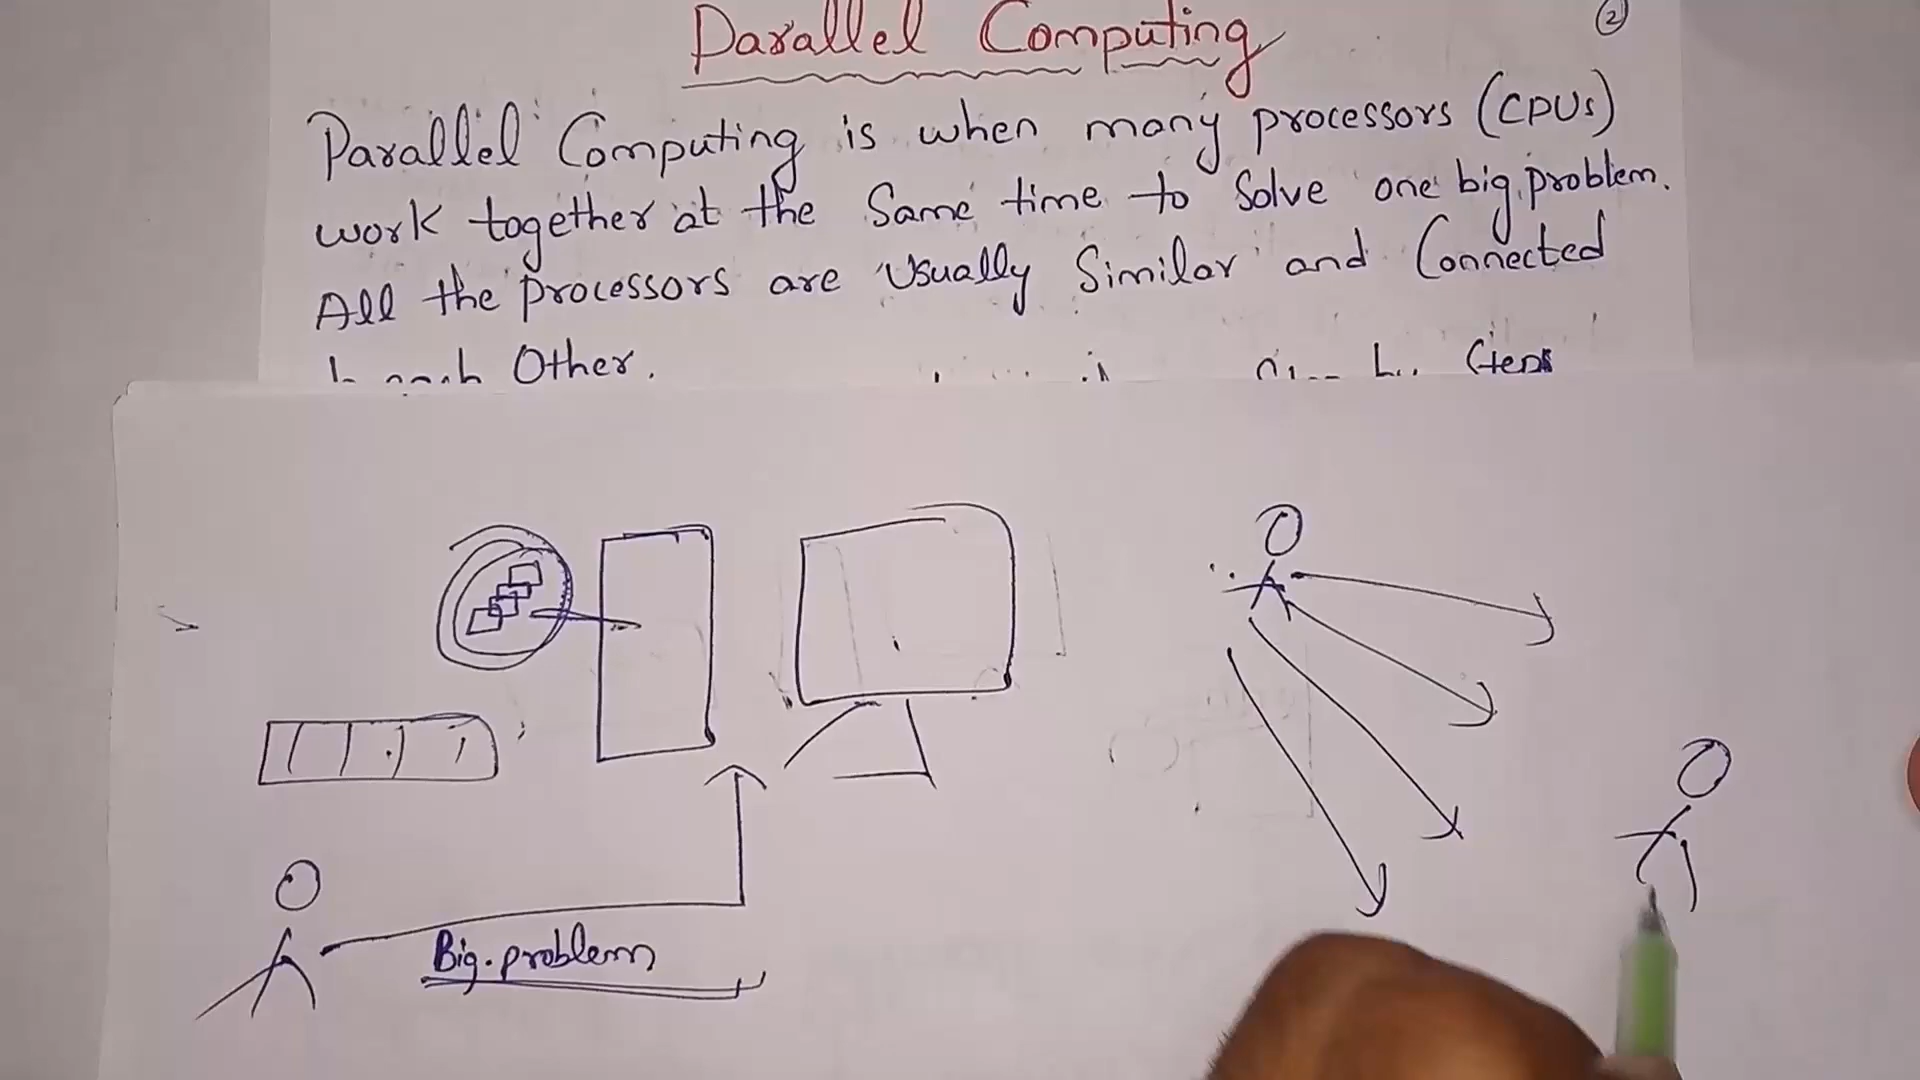 Parallel Computing
2
Parallel Computing is when many processors (CPUs)
work together at the Same time to Solve one big problem.
All the processors are Usually Similar and Connected
Other.
Big. problem